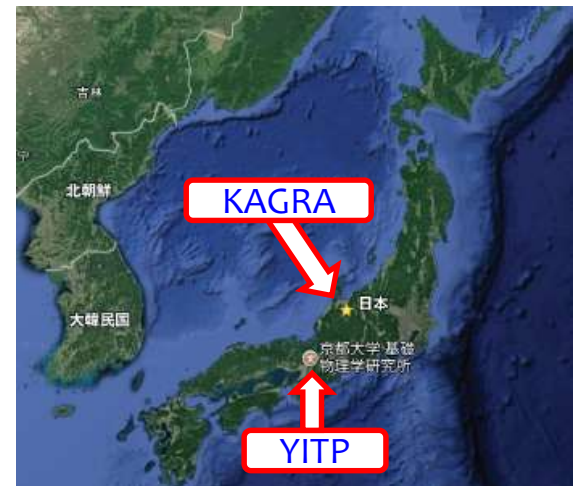 吉林
北朝鮮
KAGRA
日本
大韓民国
京都大学 基礎
物理学研究所
YITP